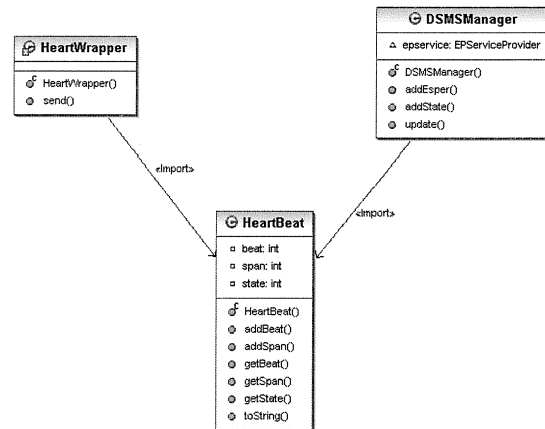 HeartWrapper
HeartWrapper()
send()
DSMSManager
epservice: EPServiceProvider
DSMSManager()
addEsper()
addState()
update()
«Import»
«Import»
HeartBeat
beat: int
span: int
state: int
HeartBeat()
addBeat()
addSpan()
getBeat()
getSpan()
getState()
toString()